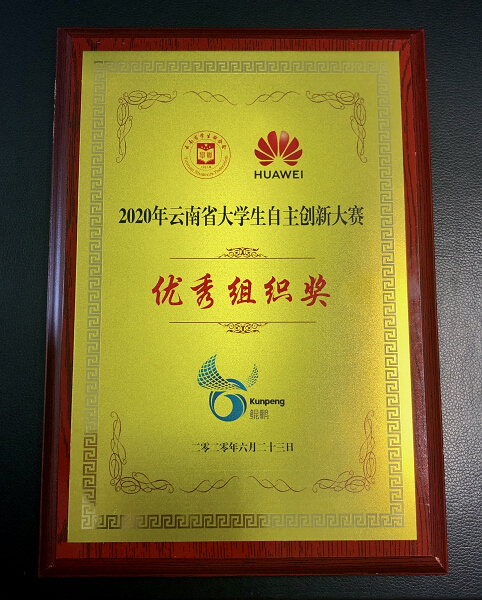 HUAWEI
2020年云南省大学生自主创新大赛
优秀组织奖
Kunpeng
鲲鹏
二零二零年六月二十三日